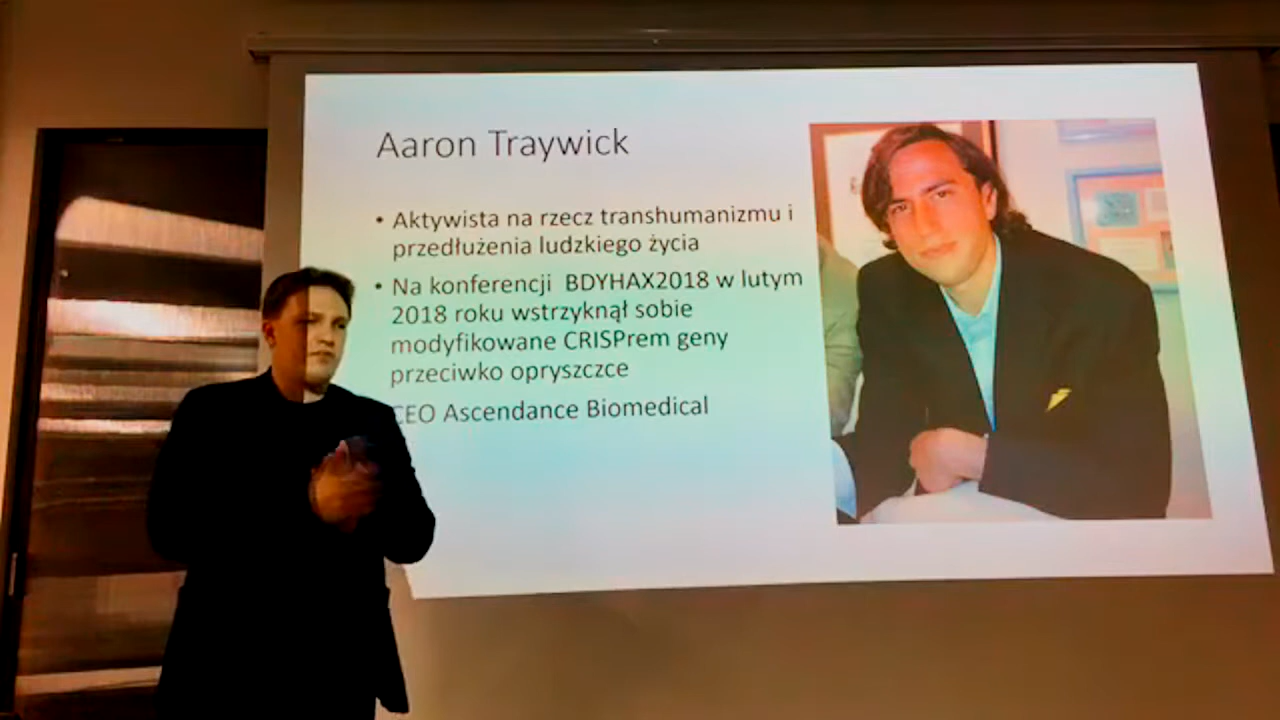 Aaron Traywick
• Aktywista na rzecz transhumanizmu i
przedłużenia ludzkiego życia
• Na konferencji BDYHAX2018 w lutym
2018 roku wstrzyknął sobie
modyfikowane CRISPrem geny
przeciwko opryszczce
CEO Ascendance Biomedical